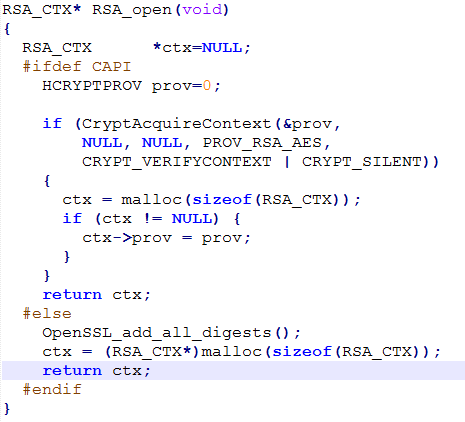 RSA_CTX* RSA_open(void)
{
  RSA_CTX      *ctx=NULL;
  #ifdef CAPI
    HCRYPTPROV prov=0;

    if (CryptAcquireContext(&prov,
        NULL, NULL, PROV_RSA_AES,
        CRYPT_VERIFYCONTEXT | CRYPT_SILENT))
    {
      ctx = malloc(sizeof(RSA_CTX));
      if (ctx != NULL) {
        ctx->prov = prov;
      }
    }
    return ctx;
  #else
    OpenSSL_add_all_digests();
    ctx = (RSA_CTX*)malloc(sizeof(RSA_CTX));
    return ctx;
  #endif
}